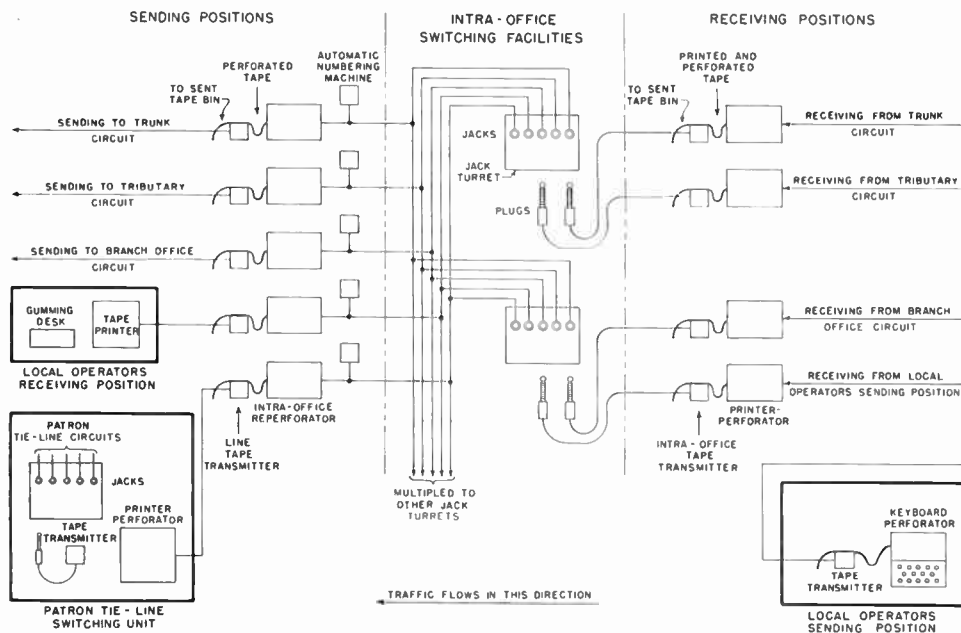 SENDING POSITIONS
INTRA - OFFICE
SWITCHING FACILITIES
RECEIVING POSITIONS
AUTOMATIC
NUMBERING
MACHINE
PERFORATED
TAPE
TO SENT
TAPE BIN
PRINTED AND
PERFORATED
TAPE
TO SENT
TAPE BIN
SENDING TO TRUNK
CIRCUIT
JACKS
RECEIVING FROM TRUNK
CIRCUIT
JACK
TURRET
SENDING TO TRIBUTARY
CIRCUIT
RECEIVING FROM TRIBUTARY
CIRCUIT
PLUGS
SENDING TO BRANCH OFFICE
CIRCUIT
GUMMING
DESK
TAPE
PRINTER
LOCAL OPERATORS
RECEIVING POSITION
RECEIVING FROM BRANCH
OFFICE CIRCUIT
RECEIVING FROM LOCAL
OPERATORS SENDING POSITION
INTRA-OFFICE
REPERFORATOR
PRINTER-
PERFORATOR
LINE
TAPE
TRANSMITTER
INTRA - OFFICE
TAPE
TRANSMITTER
PATRON
TIE-LINE CIRCUITS
JACKS
TAPE
TRANSMITTER
PRINTER
PERFORATOR
MULTIPLED TO
OTHER JACK
TURRETS
KEYBOARD
PERFORATOR
TAPE
TRANSMITTER
PATRON TIE - LINE
SWITCHING UNIT
TRAFFIC FLOWS IN THIS DIRECTION
LOCAL OPERATORS
SENDING POSITION